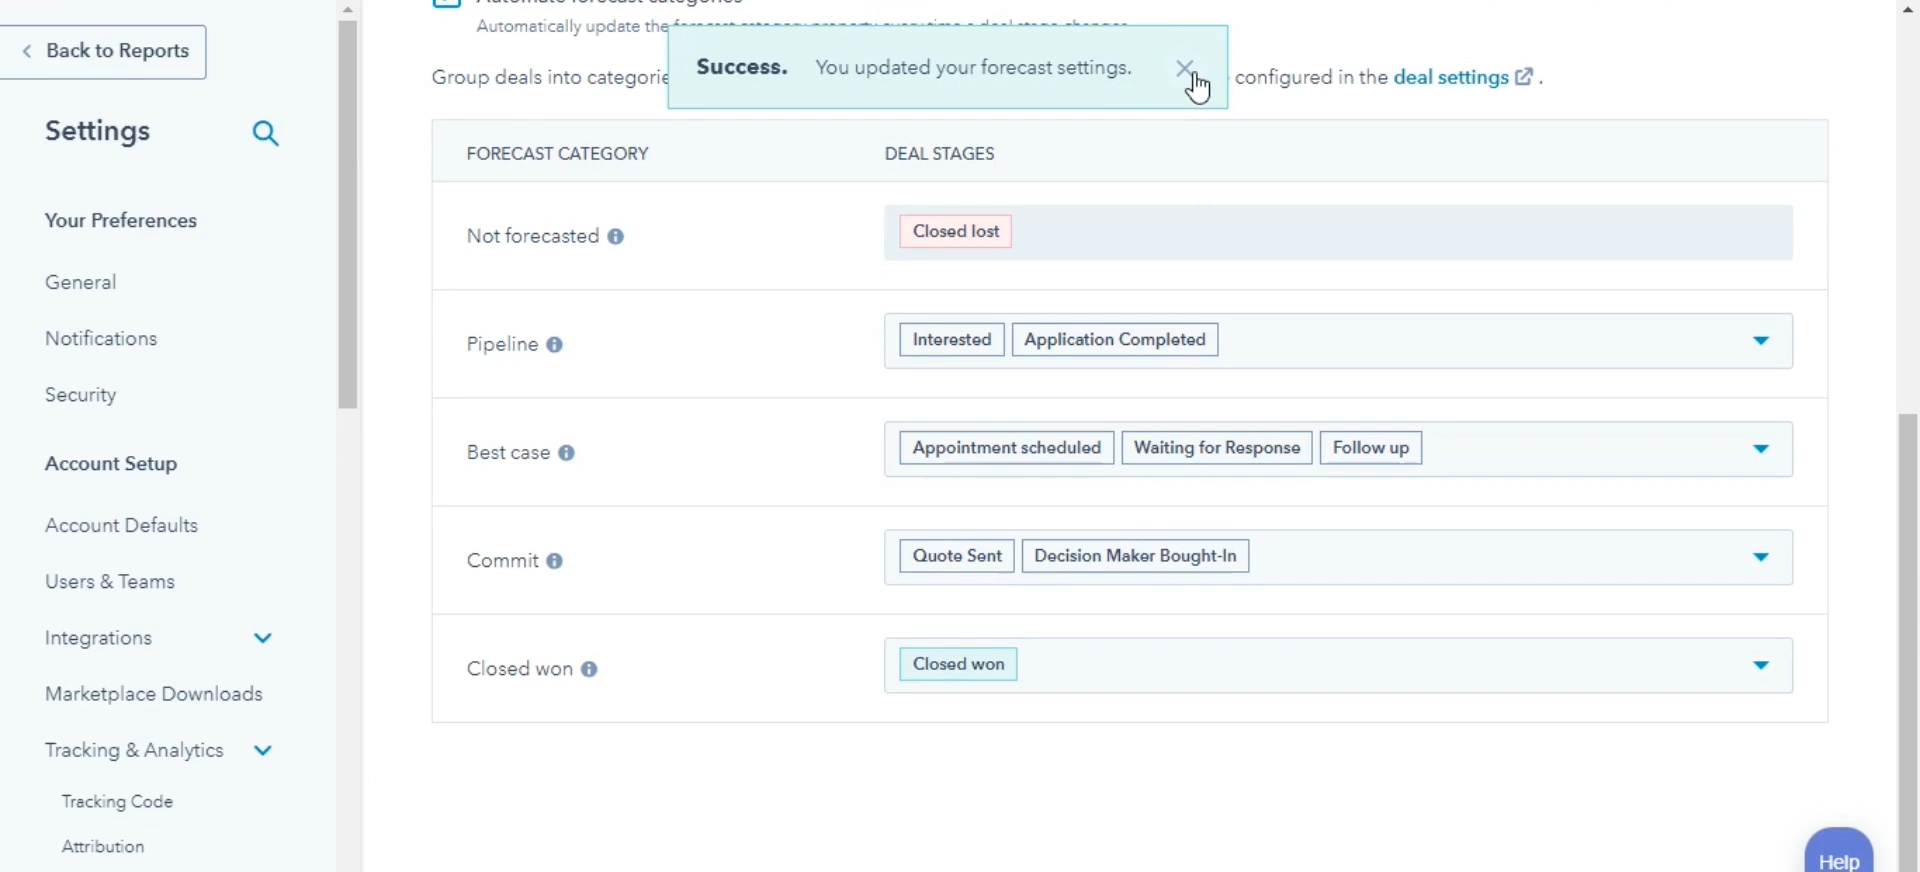 Automate forecast categories
Automatically update the forecast category property every time a deal stage changes.
Back to Reports
Success. You updated your forecast settings.
Group deals into categorie
configured in the deal settings .
Settings
FORECAST CATEGORY
DEAL STAGES
Your Preferences
Not forecasted
Closed lost
General
Notifications
Pipeline
Interested
Application Completed
Security
Best case
Appointment scheduled
Waiting for Response
Follow up
Account Setup
Account Defaults
Commit
Quote Sent
Decision Maker Bought-In
Users & Teams
Integrations
Closed won
Closed won
Marketplace Downloads
Tracking & Analytics
Tracking Code
Attribution
Help